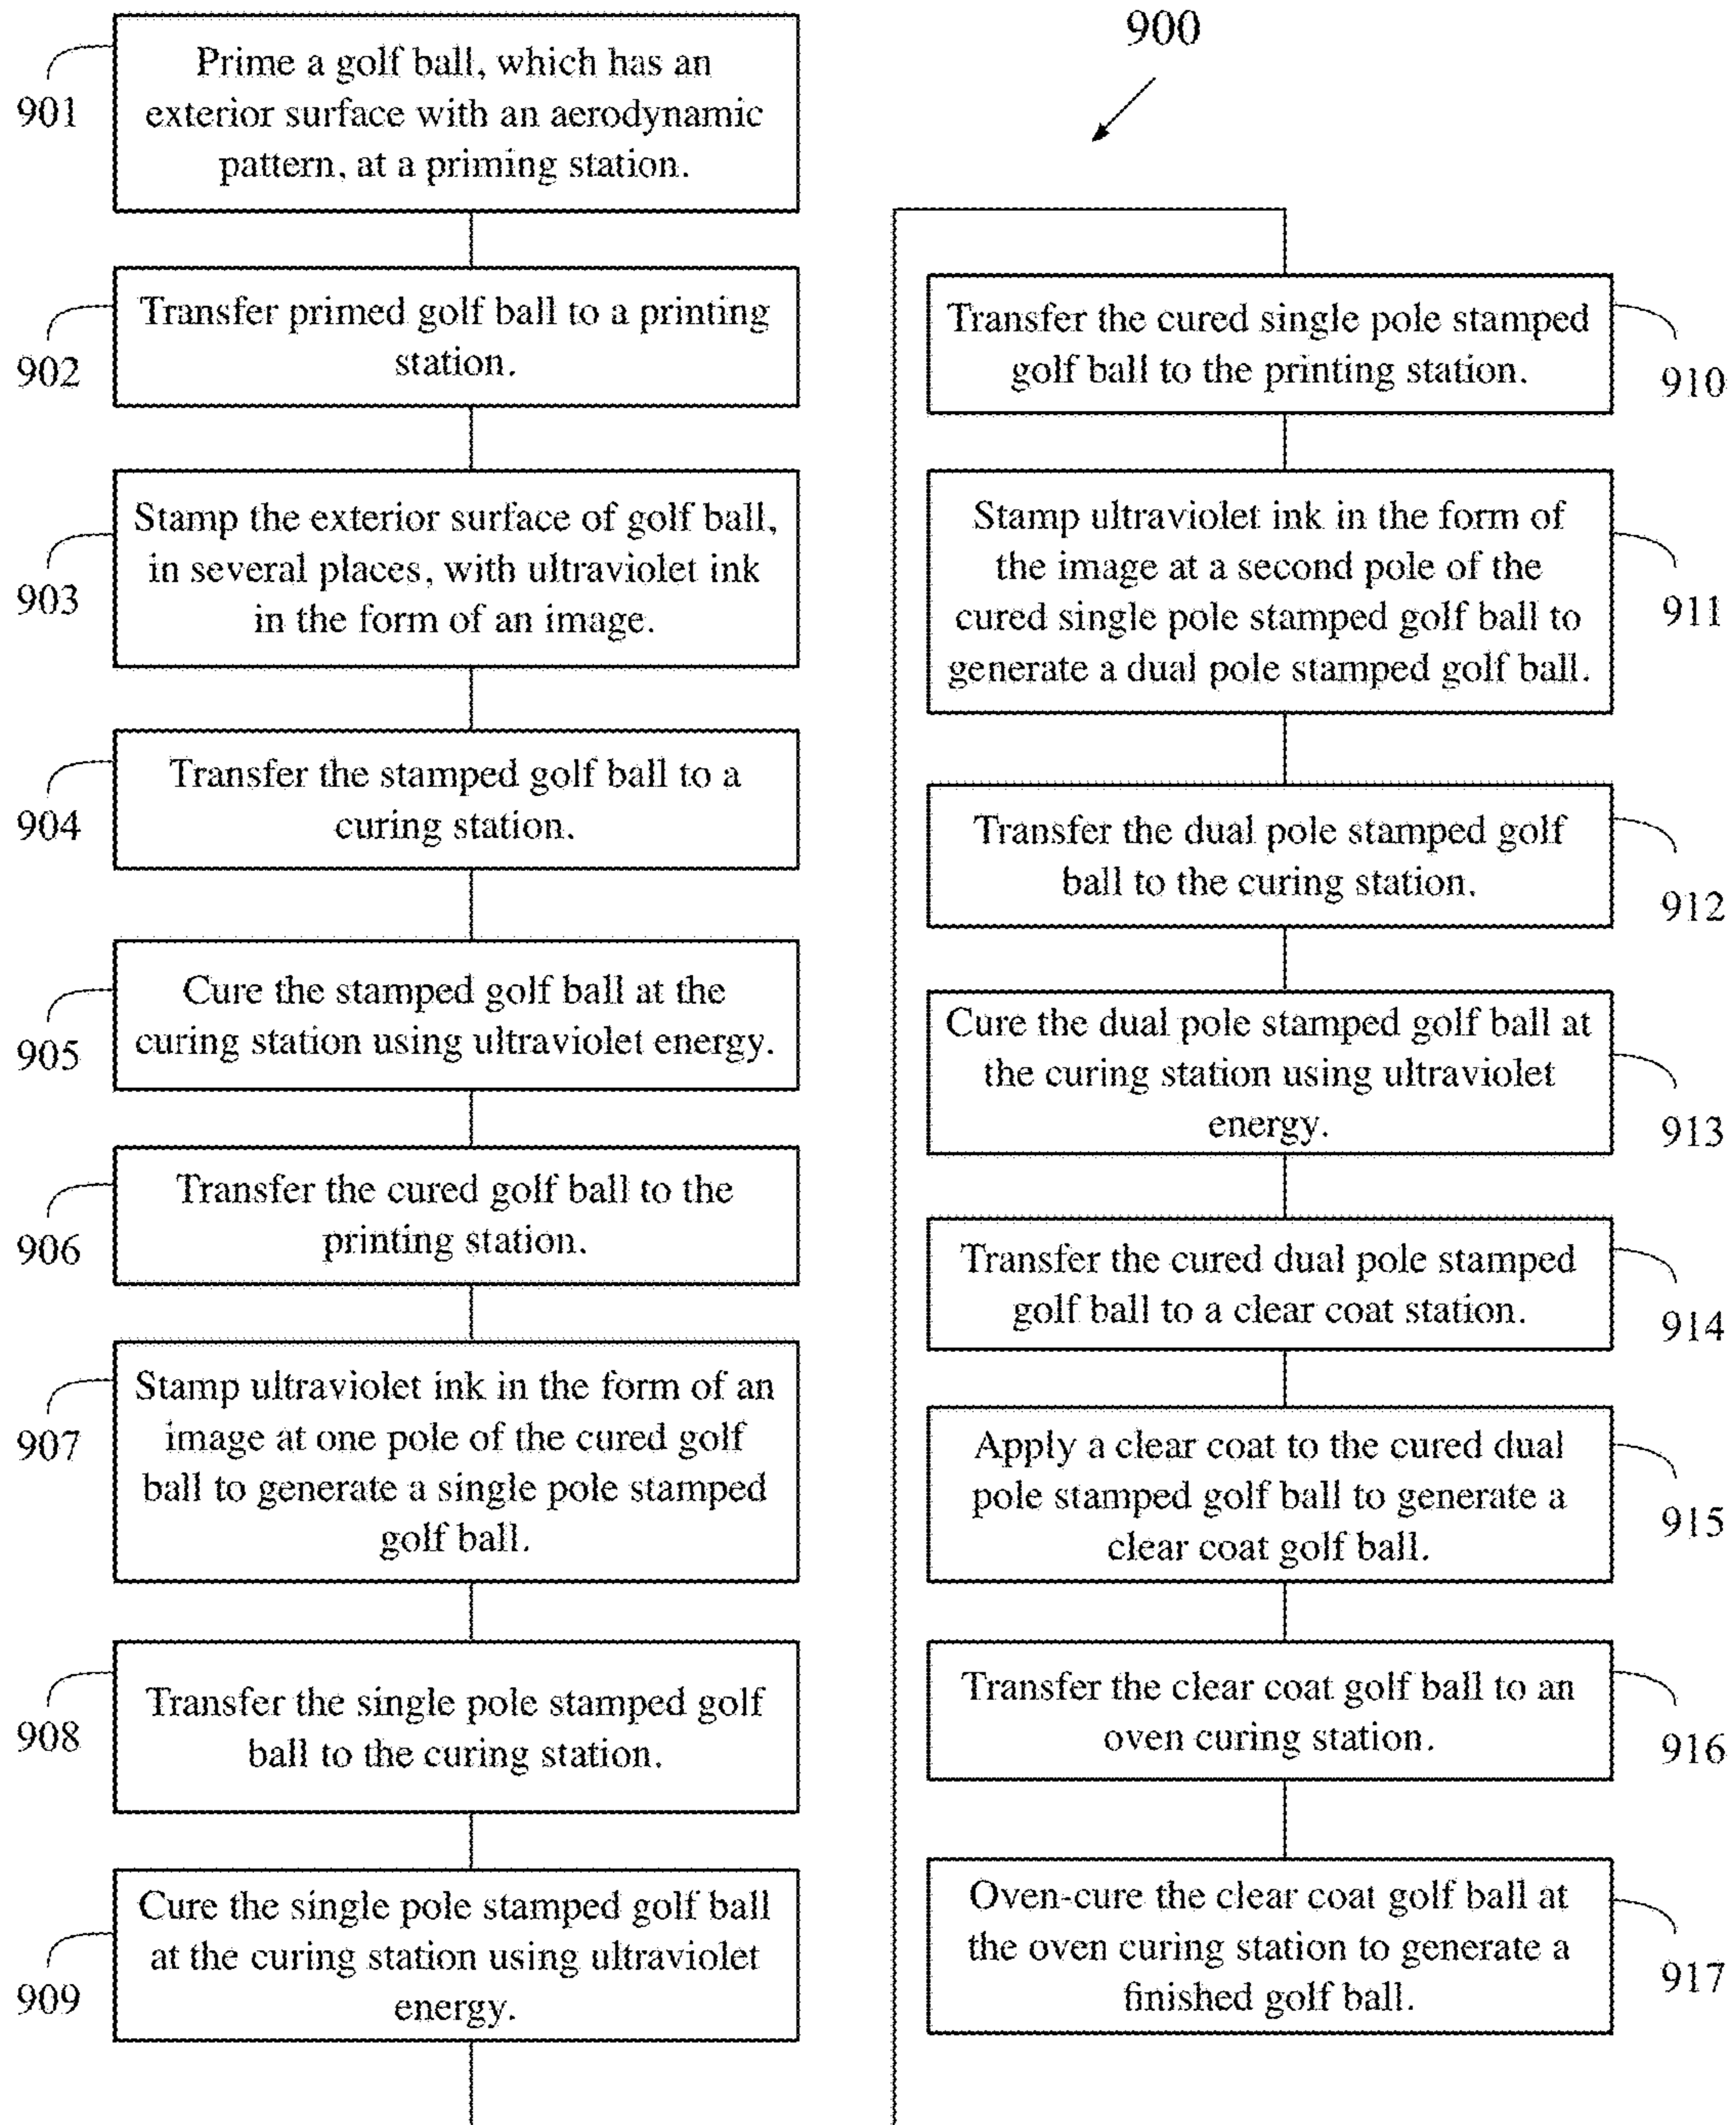 900
901
Prime a golf ball, which has an
exterior surface with an aerodynamic
pattern, at a priming station.
902
Transfer primed golf ball to a printing
station.
903
Stamp the exterior surface of golf ball,
in several places, with ultraviolet ink
in the form of an image.
904
Transfer the stamped golf ball to a
curing station.
905
Cure the stamped golf ball at the
curing station using ultraviolet energy.
906
Transfer the cured golf ball to the
printing station.
907
Stamp ultraviolet ink in the form of an
image at one pole of the cured golf
ball to generate a single pole stamped
golf ball.
908
Transfer the single pole stamped golf
ball to the curing station.
909
Cure the single pole stamped golf ball
at the curing station using ultraviolet
energy.
Transfer the cured single pole stamped
golf ball to the printing station.
910
Stamp ultraviolet ink in the form of
the image at a second pole of the
cured single pole stamped golf ball to
generate a dual pole stamped golf ball.
911
Transfer the dual pole stamped golf
ball to the curing station.
912
Cure the dual pole stamped golf ball at
the curing station using ultraviolet
energy.
913
Transfer the cured dual pole stamped
golf ball to a clear coat station.
914
Apply a clear coat to the cured dual
pole stamped golf ball to generate a
clear coat golf ball.
915
Transfer the clear coat golf ball to an
oven curing station.
916
Oven-cure the clear coat golf ball at
the oven curing station to generate a
finished golf ball.
917